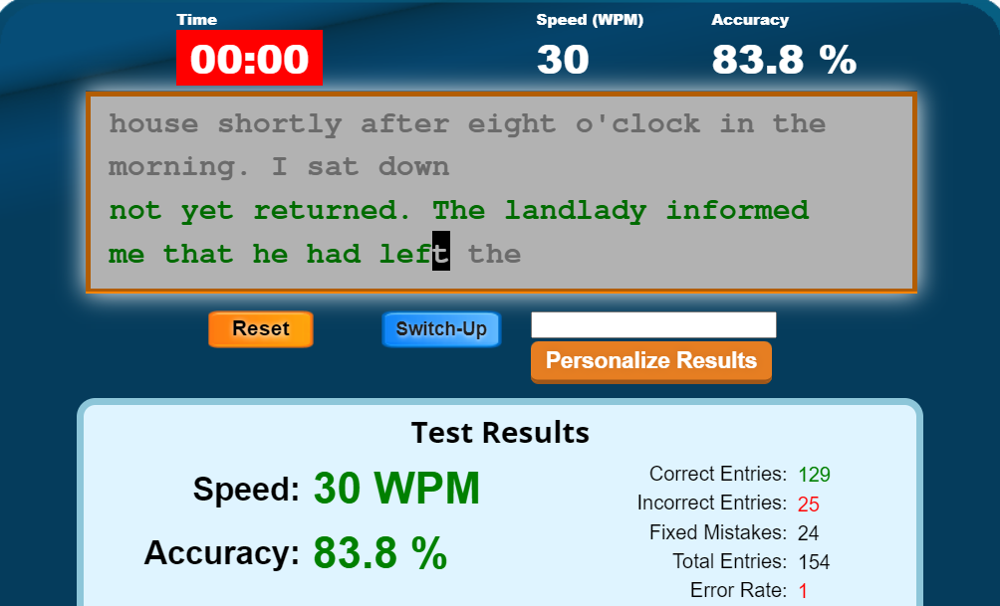 Time
00:00
Speed (WPM)
30
Accuracy
83.8 %
house shortly after eight o'clock in the
morning. I sat down
not yet returned. The landlady informed
me that he had left the
Reset
Switch-Up
Personalize Results
Test Results
Speed: 30 WPM
Accuracy: 83.8 %
Correct Entries: 129
Incorrect Entries: 25
Fixed Mistakes: 24
Total Entries: 154
Error Rate: 1